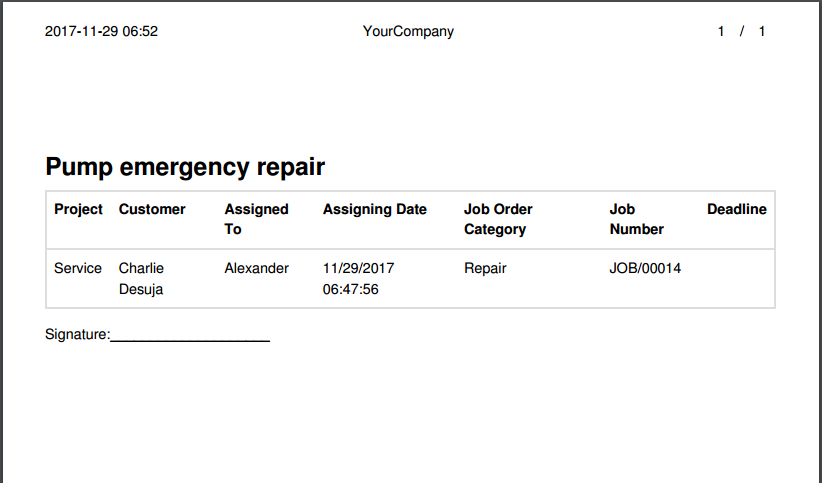 2017-11-29 06:52 YourCompany 1 / 1
Pump emergency repair
Project Customer Assigned To Assigning Date Job Order Category Job Number Deadline
Service Charlie Desuja Alexander 11/29/2017 06:47:56 Repair JOB/00014
Signature:____________________